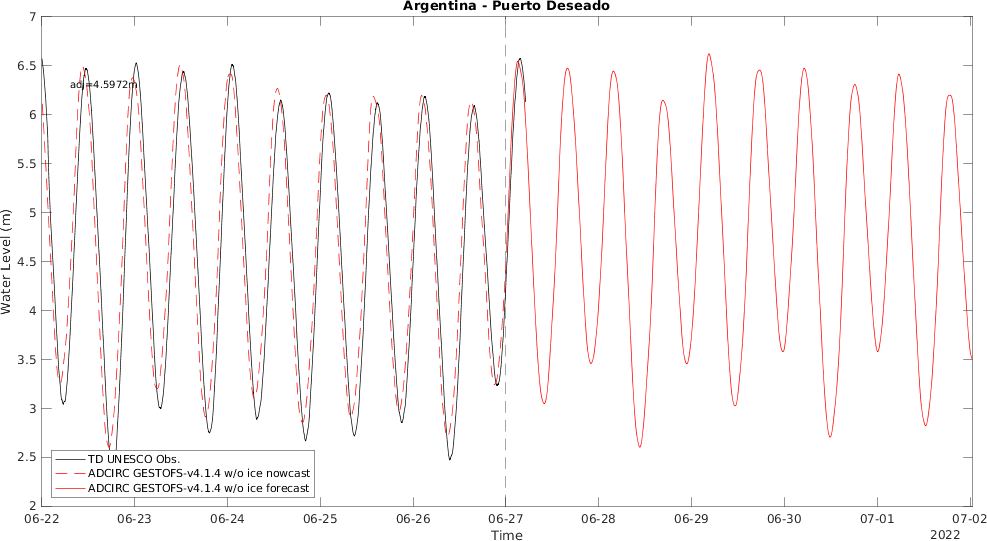 Argentina - Puerto Deseado
7
6.5
6
5.5
5
4.5
4
3.5
3
2.5
2
Water Level (m)
adj=4.5972m
TD UNESCO Obs.
ADCIRC GESTOFS-v4.1.4 w/o ice nowcast
ADCIRC GESTOFS-v4.1.4 w/o ice forecast
06-22 06-23 06-24 06-25 06-26 06-27 06-28 06-29 06-30 07-01 07-02
Time
2022